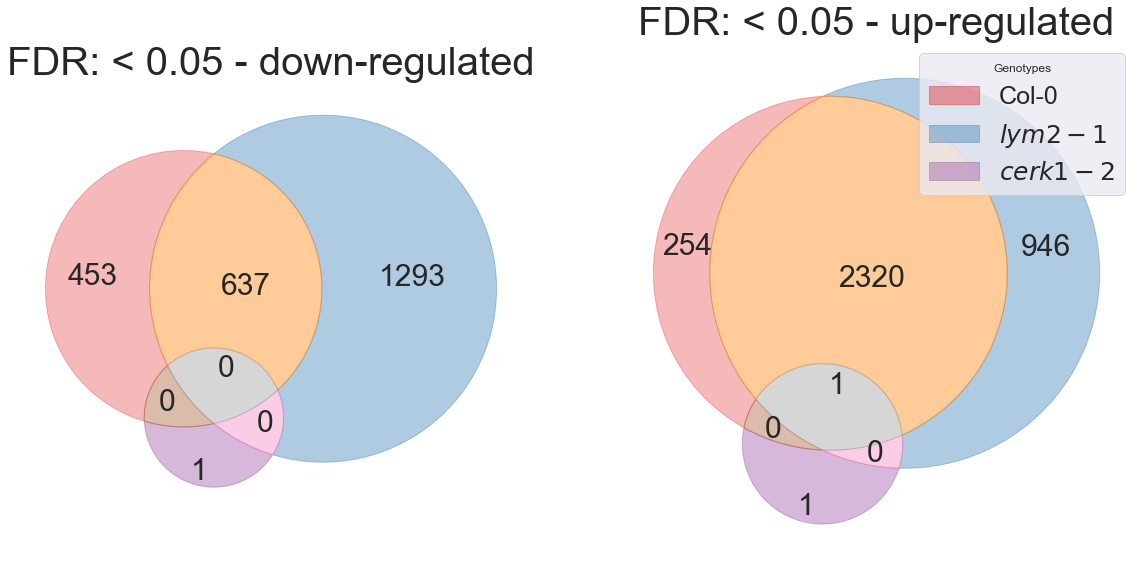 FDR: < 0.05 - down-regulated
453
637
1293
0
0
0
1
FDR: < 0.05 - up-regulated
Genotypes
Col-0
lym2 − 1
cerk1 − 2
254
2320
946
1
0
0
1